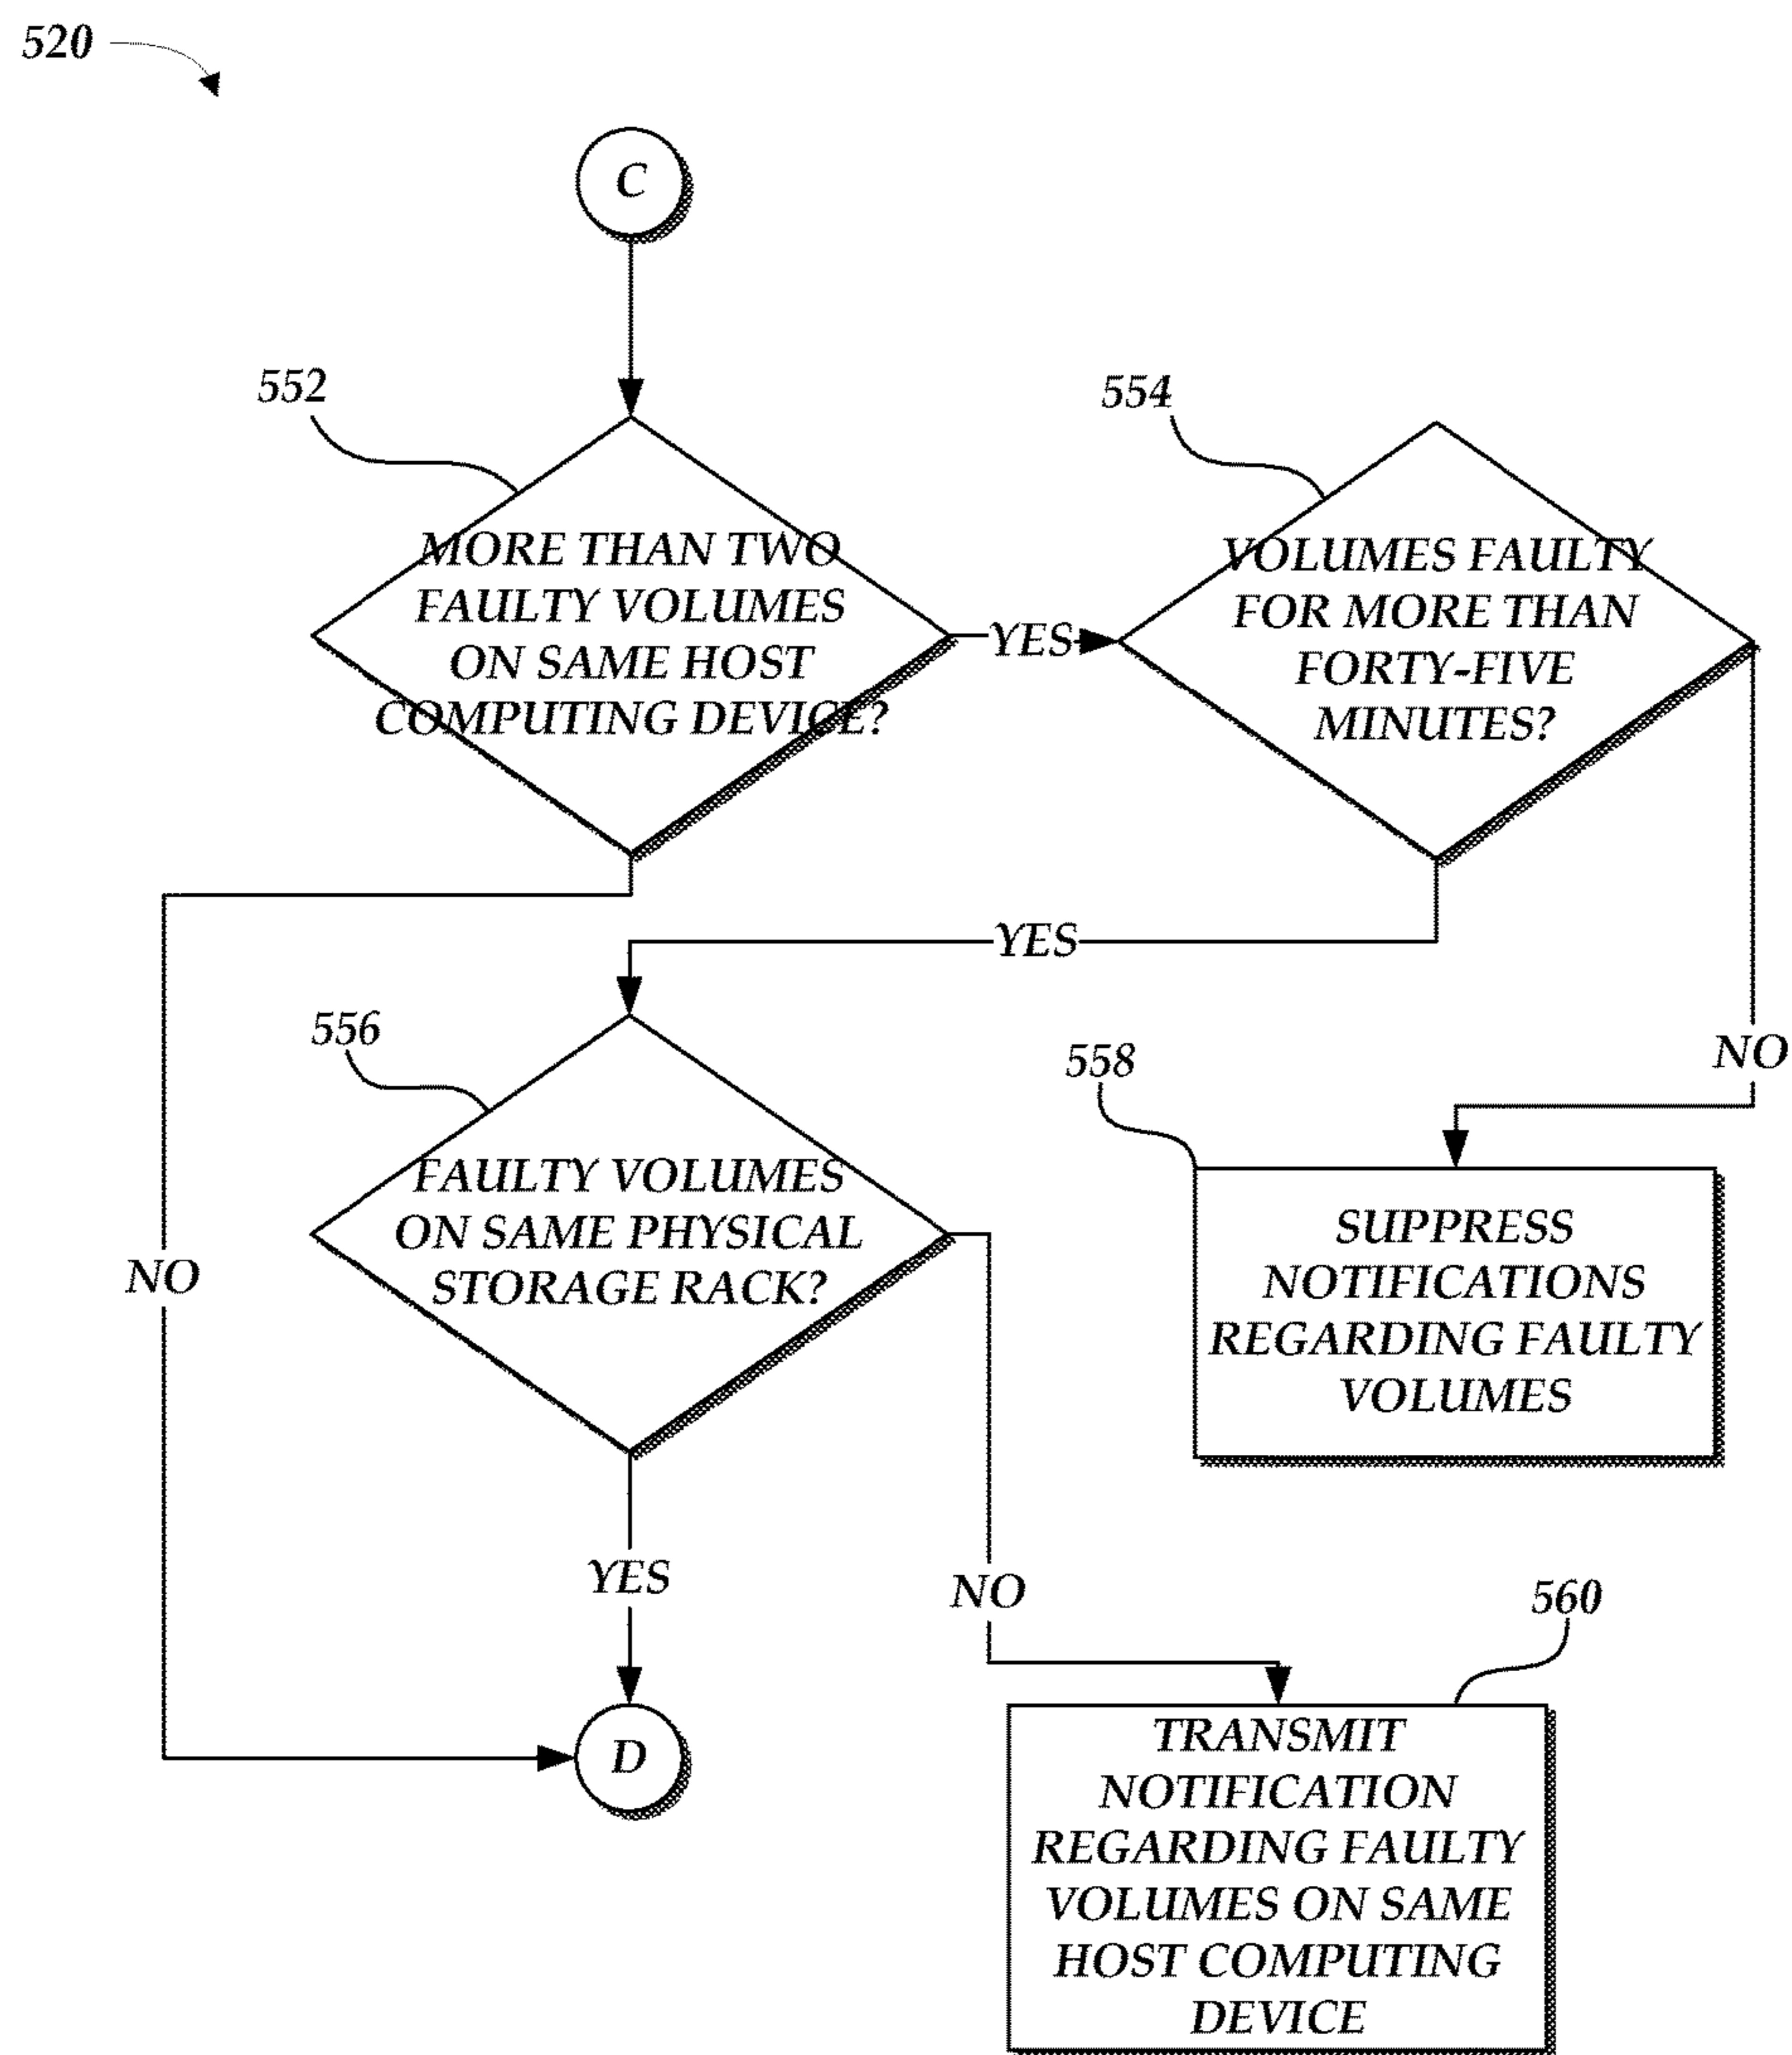 520
C
552
554
MORE THAN TWO
FAULTY VOLUMES
ON SAME HOST
COMPUTING DEVICE?
YES
VOLUMES FAULTY
FOR MORE THAN
FORTY-FIVE
MINUTES?
YES
NO
556
558
FAULTY VOLUMES
ON SAME PHYSICAL
STORAGE RACK?
NO
SUPPRESS
NOTIFICATIONS
REGARDING FAULTY
VOLUMES
YES
NO
560
D
TRANSMIT
NOTIFICATION
REGARDING FAULTY
VOLUMES ON SAME
HOST COMPUTING
DEVICE